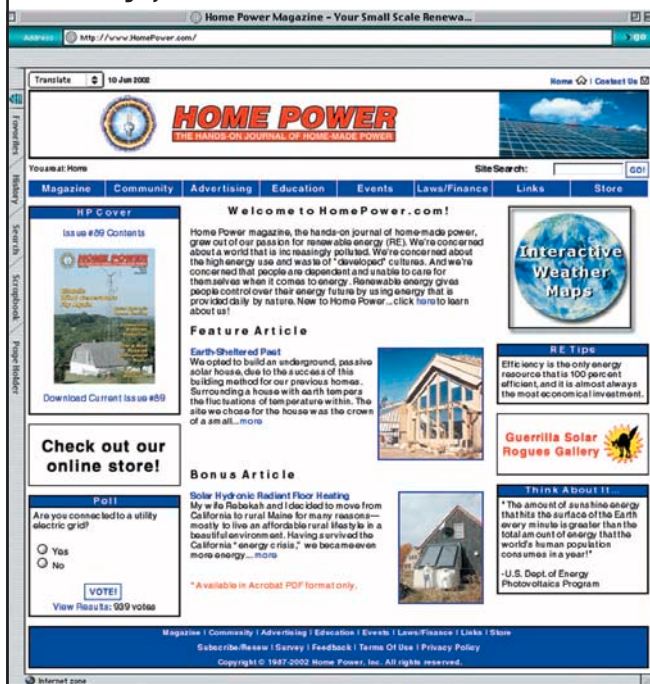 Home Power Magazine – Your Small Scale Renewa...
Address http://www.HomePower.com/
go
Translate
10 Jun 2002
Home | Contact Us
Favorites
History
Search
Scrapbook
Page Holder
HOME POWER
THE HANDS-ON JOURNAL OF HOME-MADE POWER
You are at: Home
Site Search:
GO!
Magazine Community Advertising Education Events Laws/Finance Links Store
HP Cover
Issue #89 Contents
HOME POWER
Download Current Issue #89
Check out our
online store!
Poll
Are you connected to a utility
electric grid?
Yes
No
VOTE!
View Results: 939 votes
Welcome to HomePower.com!
Home Power magazine, the hands-on journal of home-made power,
grew out of our passion for renewable energy (RE). We're concerned
about a world that is increasingly polluted. We're concerned about
the high energy use and waste of "developed" cultures. And we're
concerned that people are dependent and unable to care for
themselves when it comes to energy. Renewable energy gives
people control over their energy future by using energy that is
provided daily by nature. New to Home Power...click here to learn
about us!
Feature Article
Earth-Sheltered Past
We opted to build an underground, passive
solar house, due to the success of this
building method for our previous homes.
Surrounding a house with earth tempers
the fluctuations of temperature within. The
site we chose for the house was the crown
of a small...more
Bonus Article
Solar Hydronic Radiant Floor Heating
My wife Rebekah and I decided to move from
California to rural Maine for many reasons—
mostly to live an affordable rural lifestyle in a
beautiful environment. Having survived the
California "energy crisis," we became even
more energy...more
*Available in Acrobat PDF format only.
Interactive
Weather
Maps
RE Tips
Efficiency is the only energy
resource that is 100 percent
efficient, and it is almost always
the most economical investment.
Guerrilla Solar
Rogues Gallery
Think About It...
"The amount of sunshine energy
that hits the surface of the Earth
every minute is greater than the
total amount of energy that the
world's human population
consumes in a year!"
-U.S. Dept. of Energy
Photovoltaics Program
Magazine | Community | Advertising | Education | Events | Laws/Finance | Links | Store
Subscribe/Renew | Survey | Feedback | Terms Of Use | Privacy Policy
Copyright © 1987-2002 Home Power, Inc. All rights reserved.
Internet zone